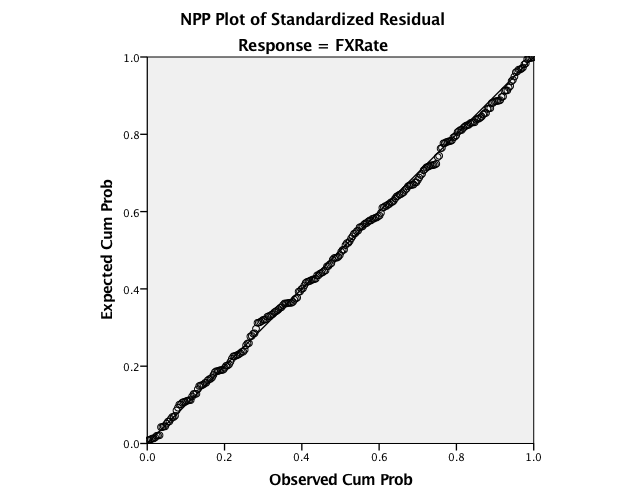 NPP Plot of Standardized Residual
Response = FXRate
Expected Cum Prob
1.0
0.8
0.6
0.4
0.2
0.0
0.0 0.2 0.4 0.6 0.8 1.0
Observed Cum Prob